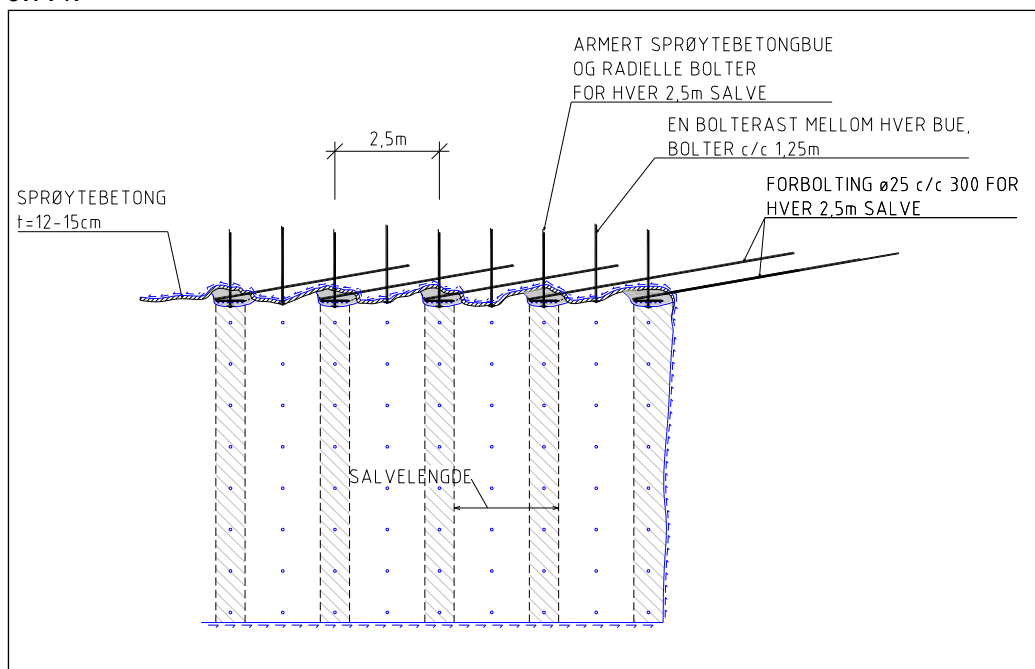 ARMERT SPRØYTEBETONGBUE
OG RADIELLE BOLTER
FOR HVER 2,5m SALVE
EN BOLTERAST MELLOM HVER BUE,
BOLTER c/c 1,25m
2,5m
FORBOLTING ø25 c/c 300 FOR
HVER 2,5m SALVE
SPRØYTEBETONG
t=12-15cm
SALVELENGDE